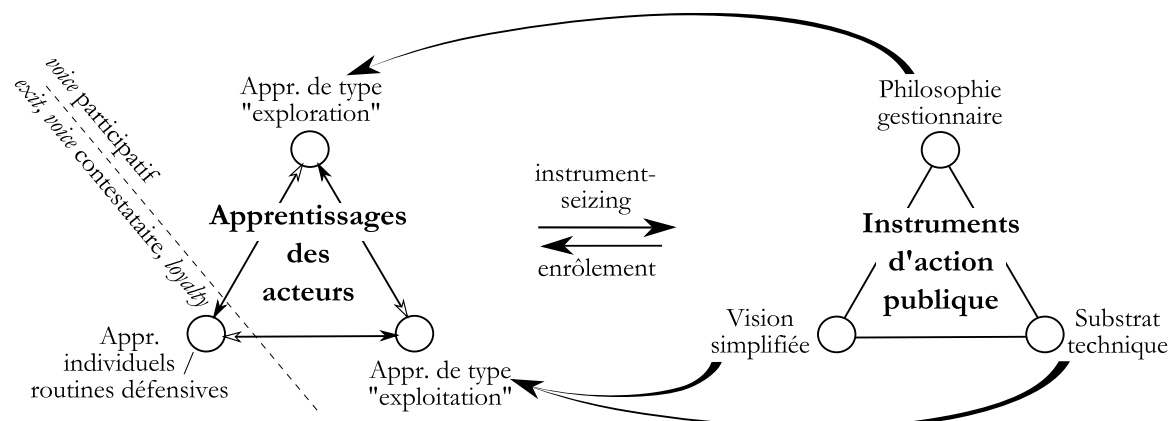 voice participatif
exit, voice contestataire, loyalty
Appr. de type
"exploration"
Apprentissages
des
acteurs
Appr.
individuels
routines défensives
Appr. de type
"exploitation"
instrument-
seizing
enrôlement
Philosophie
gestionnaire
Instruments
d'action
publique
Vision
simplifiée
Substrat
technique